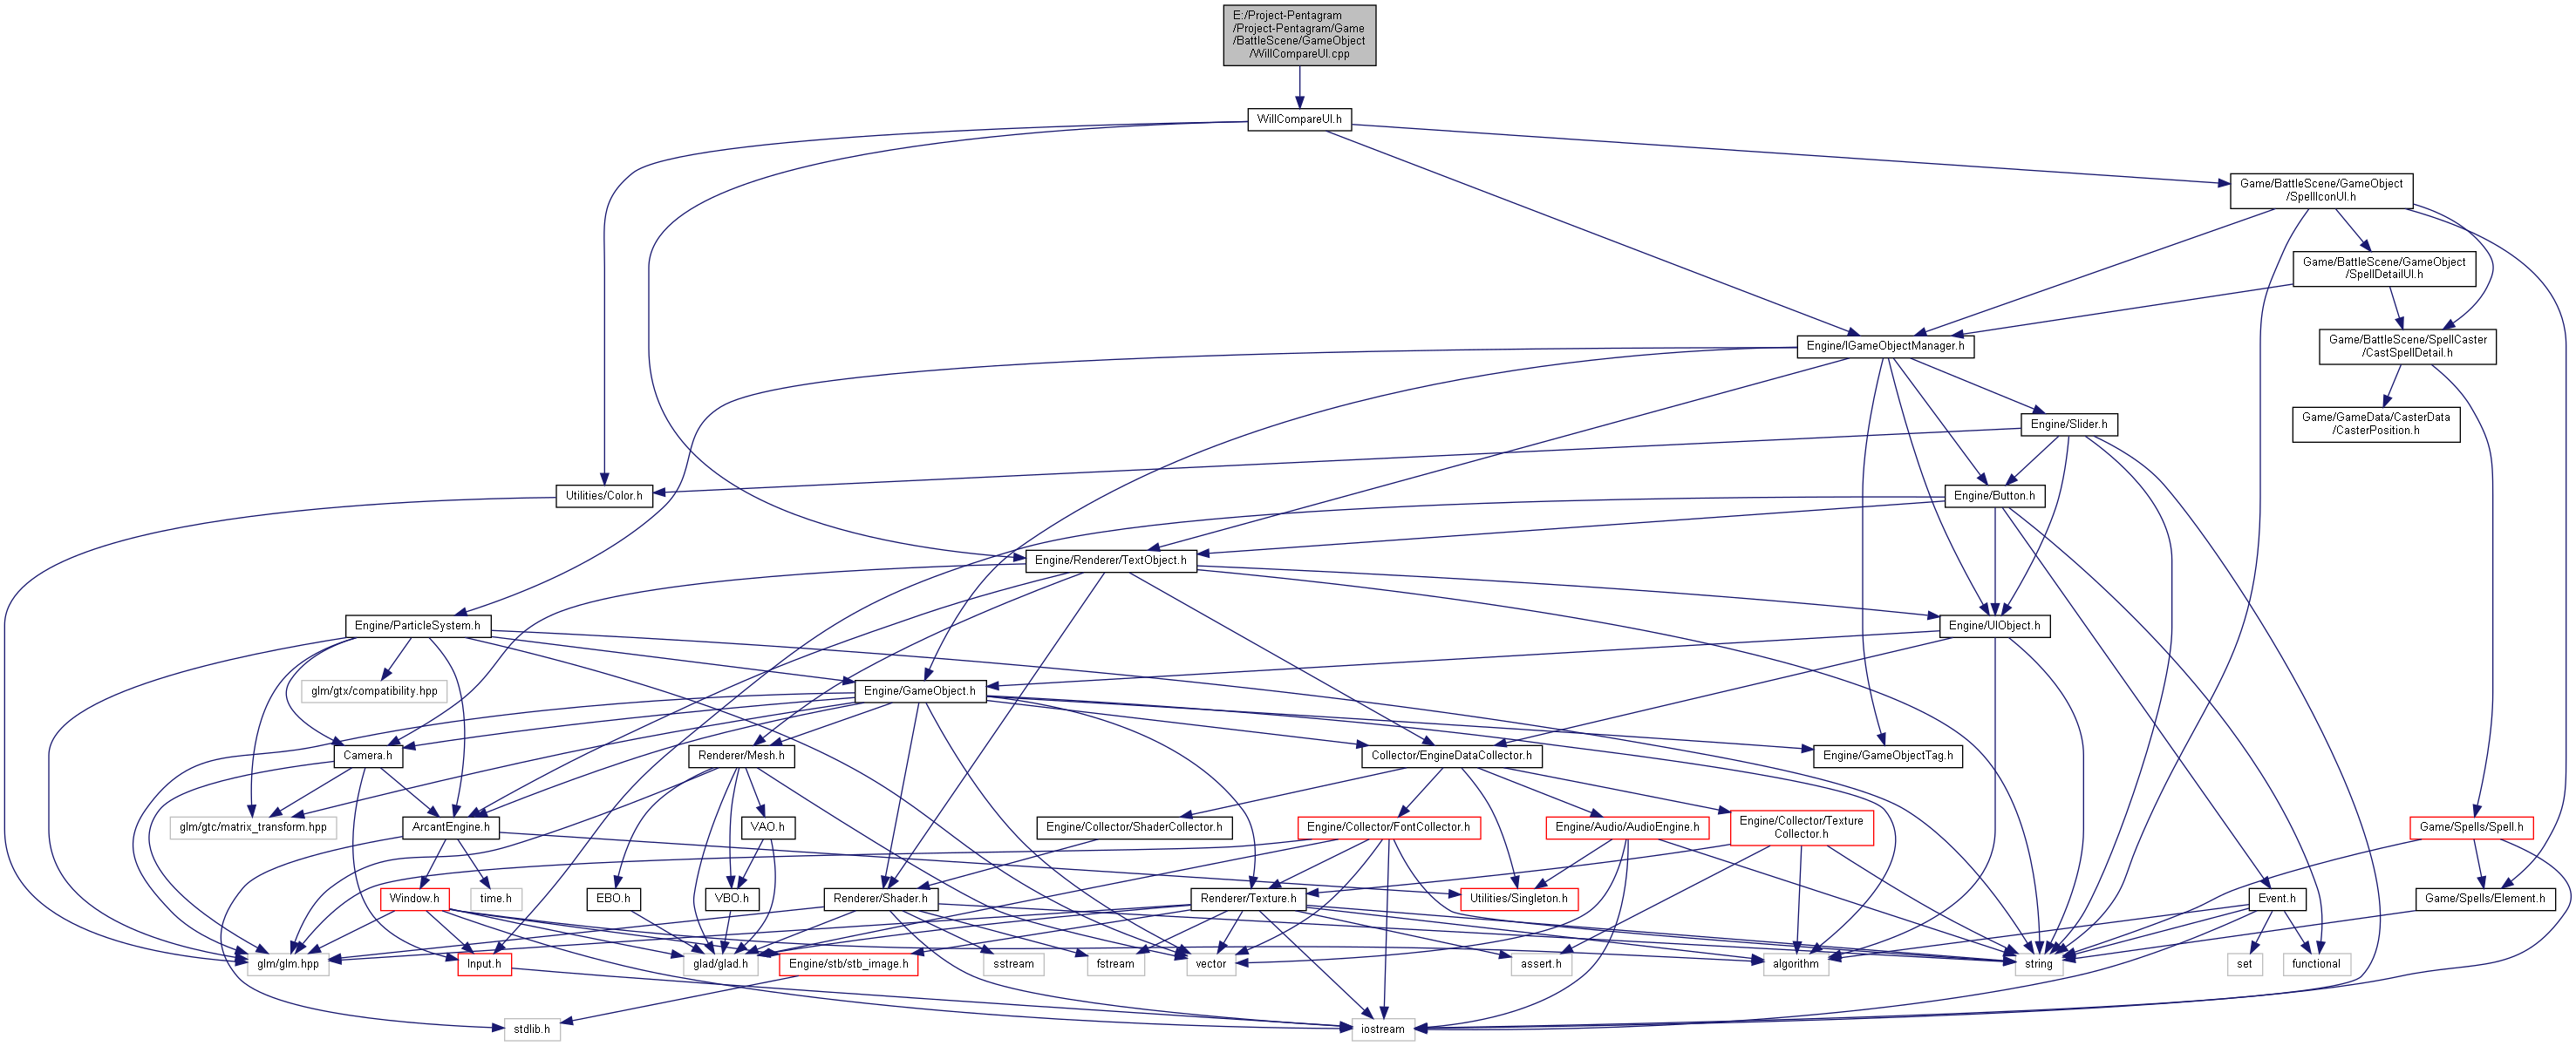 E:/Project-Pentagram
/Project-Pentagram/Game
/BattleScene/GameObject
/WillCompareUI.cpp
WillCompareUI.h
Game/BattleScene/GameObject
/SpellIconUI.h
Game/BattleScene/GameObject
/SpellDetailUI.h
Engine/IGameObjectManager.h
Game/BattleScene/SpellCaster
/CastSpellDetail.h
Engine/Slider.h
Game/GameData/CasterData
/CasterPosition.h
Utilities/Color.h
Engine/Button.h
Engine/Renderer/TextObject.h
Engine/ParticleSystem.h
Engine/UIObject.h
glm/gtx/compatibility.hpp
Engine/GameObject.h
Camera.h
Renderer/Mesh.h
Collector/EngineDataCollector.h
Engine/GameObjectTag.h
glm/gtc/matrix_transform.hpp
ArcantEngine.h
VAO.h
Engine/Collector/ShaderCollector.h
Engine/Collector/FontCollector.h
Engine/Audio/AudioEngine.h
Engine/Collector/Texture
Collector.h
Game/Spells/Spell.h
Window.h
time.h
EBO.h
VBO.h
Renderer/Shader.h
Renderer/Texture.h
Utilities/Singleton.h
Event.h
Game/Spells/Element.h
glm/glm.hpp
Input.h
glad/glad.h
Engine/stb/stb_image.h
sstream
fstream
vector
assert.h
algorithm
string
set
functional
stdlib.h
iostream